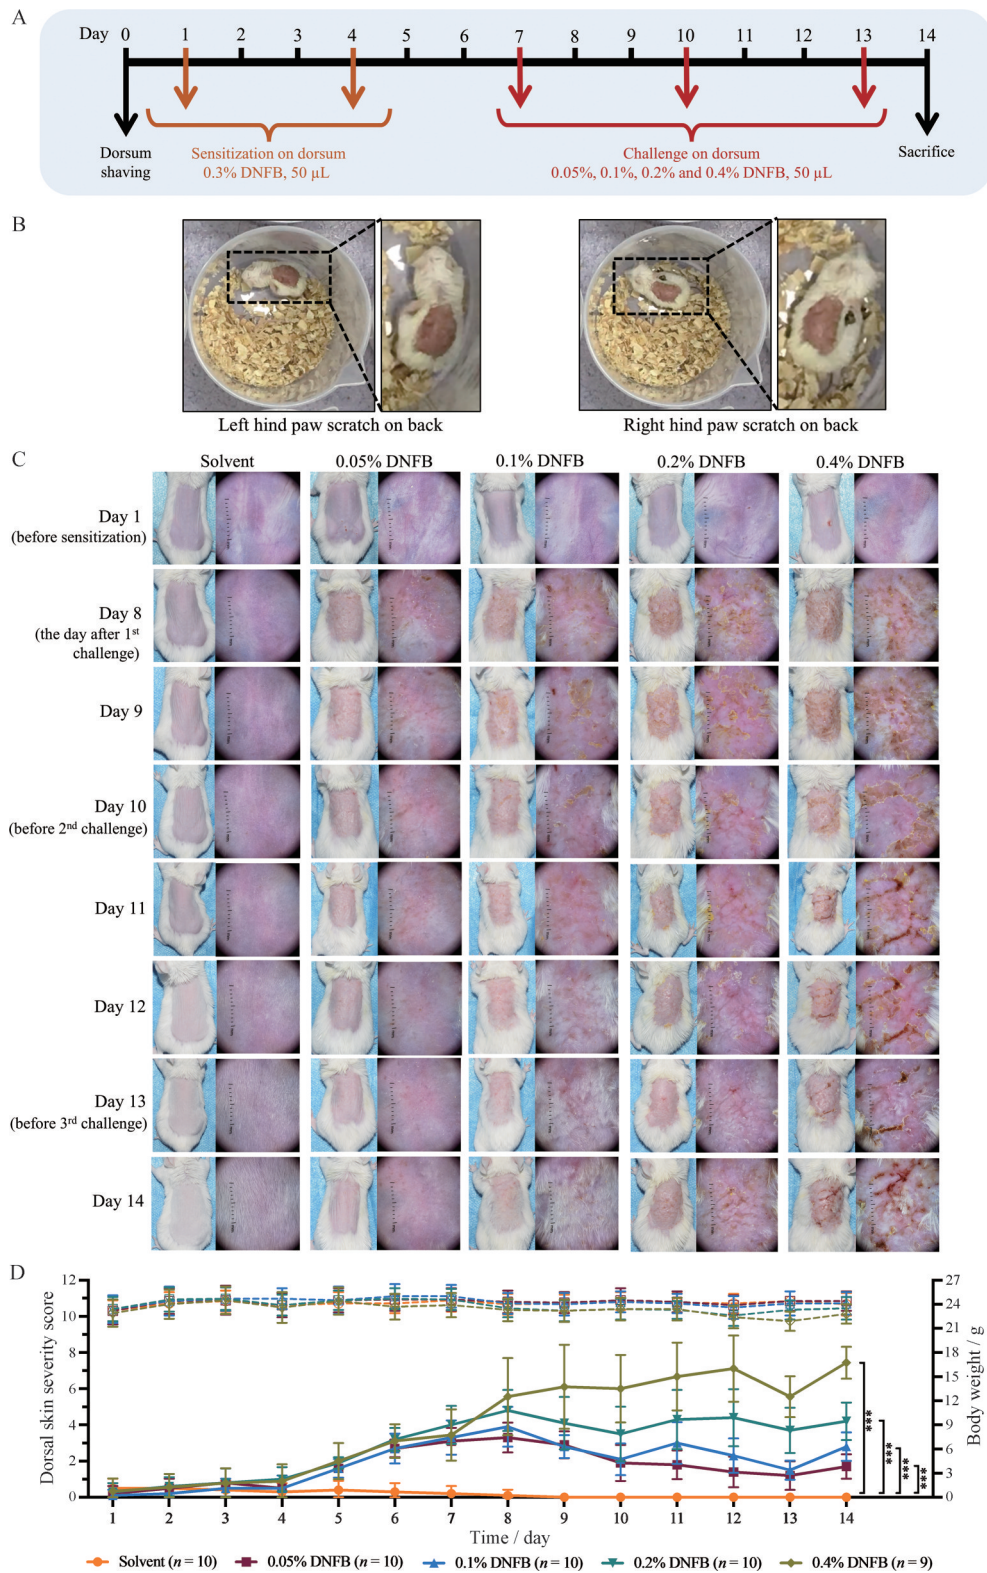 A
Day 0 1 2 3 4 5 6 7 8 9 10 11 12 13 14
Dorsum
shaving
Sensitization on dorsum
0.3% DNFB, 50 µL
Challenge on dorsum
0.05%, 0.1%, 0.2% and 0.4% DNFB, 50 µL
Sacrifice
B
Left hind paw scratch on back
Right hind paw scratch on back
C
Solvent 0.05% DNFB 0.1% DNFB 0.2% DNFB 0.4% DNFB
Day 1
(before sensitization)
Day 8
(the day after 1st
challenge)
Day 9
Day 10
(before 2nd challenge)
Day 11
Day 12
Day 13
(before 3rd challenge)
Day 14
D
Dorsal skin severity score
12
10
8
6
4
2
0
27
24
21
18
15
12
9
6
3
0
Body weight / g
***
***
***
***
1 2 3 4 5 6 7 8 9 10 11 12 13 14
Time / day
Solvent (n = 10) 0.05% DNFB (n = 10) 0.1% DNFB (n = 10) 0.2% DNFB (n = 10) 0.4% DNFB (n = 9)